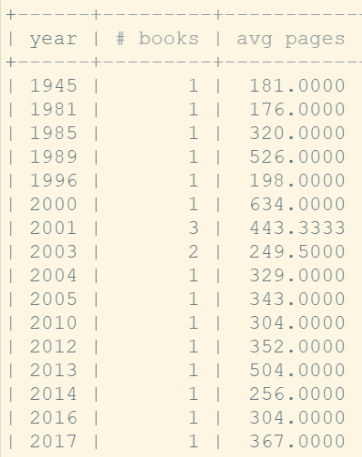 +------+---------+------------
| year | # books | avg pages
+------+---------+------------
| 1945 | 1 | 181.0000
| 1981 | 1 | 176.0000
| 1985 | 1 | 320.0000
| 1989 | 1 | 526.0000
| 1996 | 1 | 198.0000
| 2000 | 1 | 634.0000
| 2001 | 3 | 443.3333
| 2003 | 2 | 249.5000
| 2004 | 1 | 329.0000
| 2005 | 1 | 343.0000
| 2010 | 1 | 304.0000
| 2012 | 1 | 352.0000
| 2013 | 1 | 504.0000
| 2014 | 1 | 256.0000
| 2016 | 1 | 304.0000
| 2017 | 1 | 367.0000